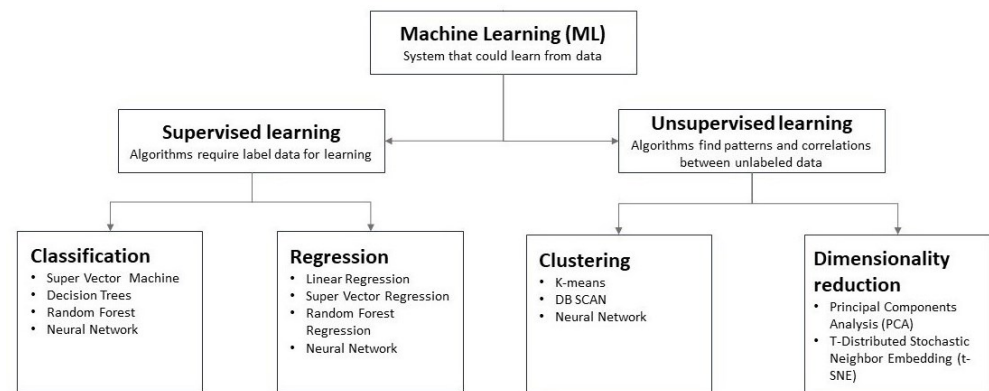 Machine Learning (ML)
System that could learn from data
Supervised learning
Algorithms require label data for learning
Unsupervised learning
Algorithms find patterns and correlations
between unlabeled data
Classification
• Super Vector Machine
• Decision Trees
• Random Forest
• Neural Network
Regression
• Linear Regression
• Super Vector Regression
• Random Forest
Regression
• Neural Network
Clustering
• K-means
• DB SCAN
• Neural Network
Dimensionality
reduction
• Principal Components
Analysis (PCA)
• T-Distributed Stochastic
Neighbor Embedding (t-
SNE)